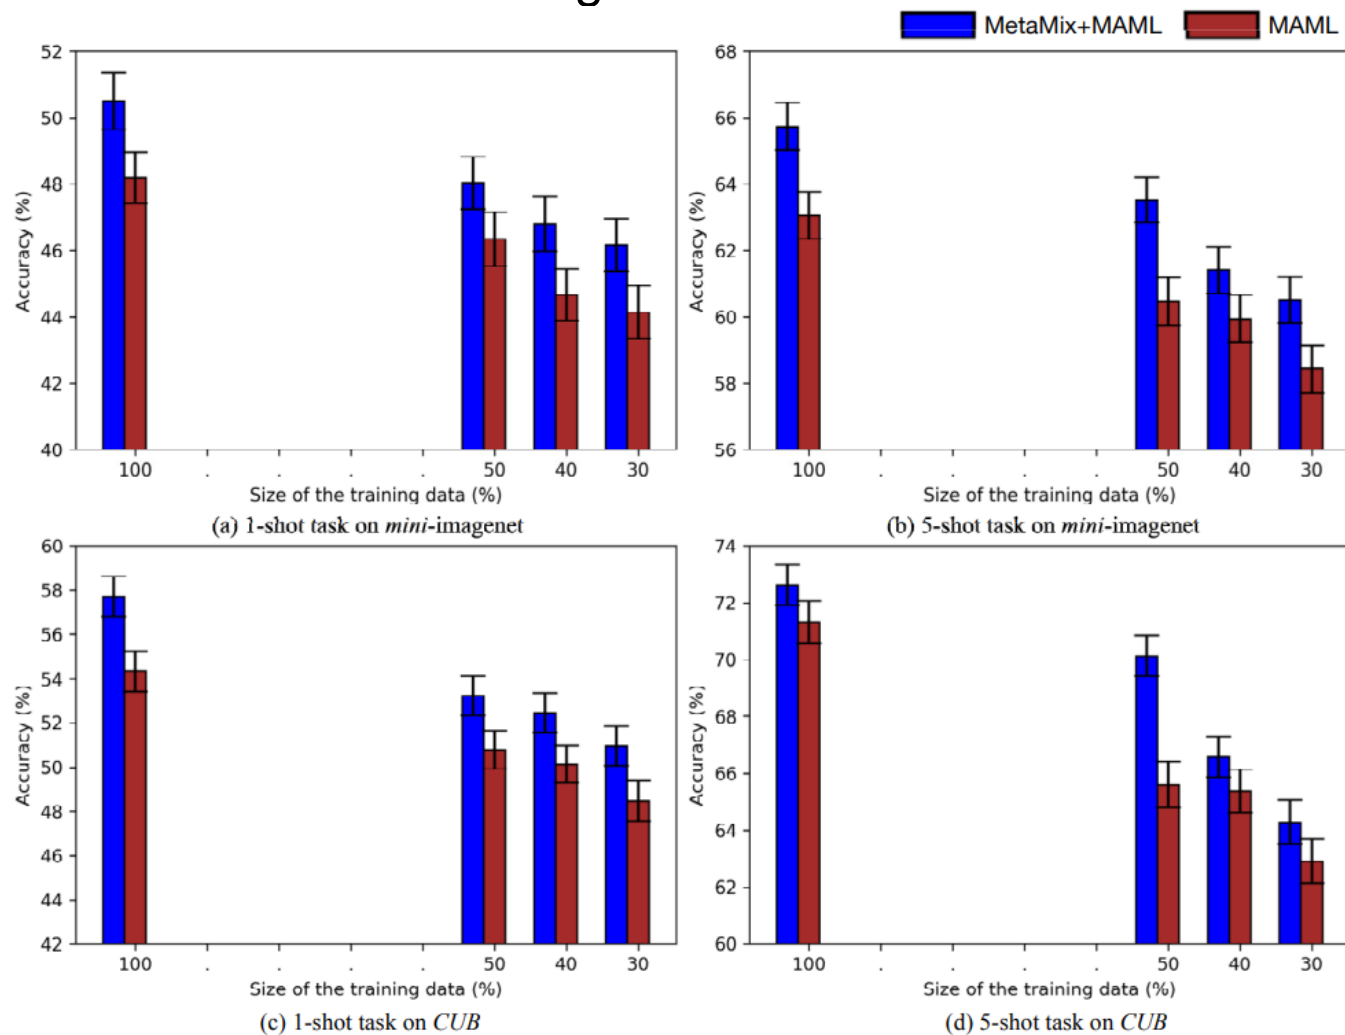 MetaMix+MAML MAML
52
50
48
46
44
42
40
Accuracy (%)
100 . . . . 50 40 30
Size of the training data (%)
(a) 1-shot task on mini-imagenet
68
66
64
62
60
58
56
Accuracy (%)
100 . . . . 50 40 30
Size of the training data (%)
(b) 5-shot task on mini-imagenet
60
58
56
54
52
50
48
46
44
42
Accuracy (%)
100 . . . . 50 40 30
Size of the training data (%)
(c) 1-shot task on CUB
74
72
70
68
66
64
62
60
Accuracy (%)
100 . . . . 50 40 30
Size of the training data (%)
(d) 5-shot task on CUB